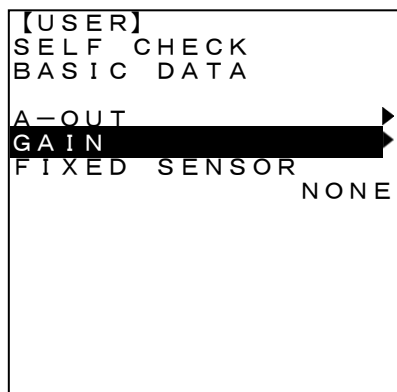 【USER】
SELF CHECK
BASIC DATA
A-OUT ▶
GAIN ▶
FIXED SENSOR
NONE